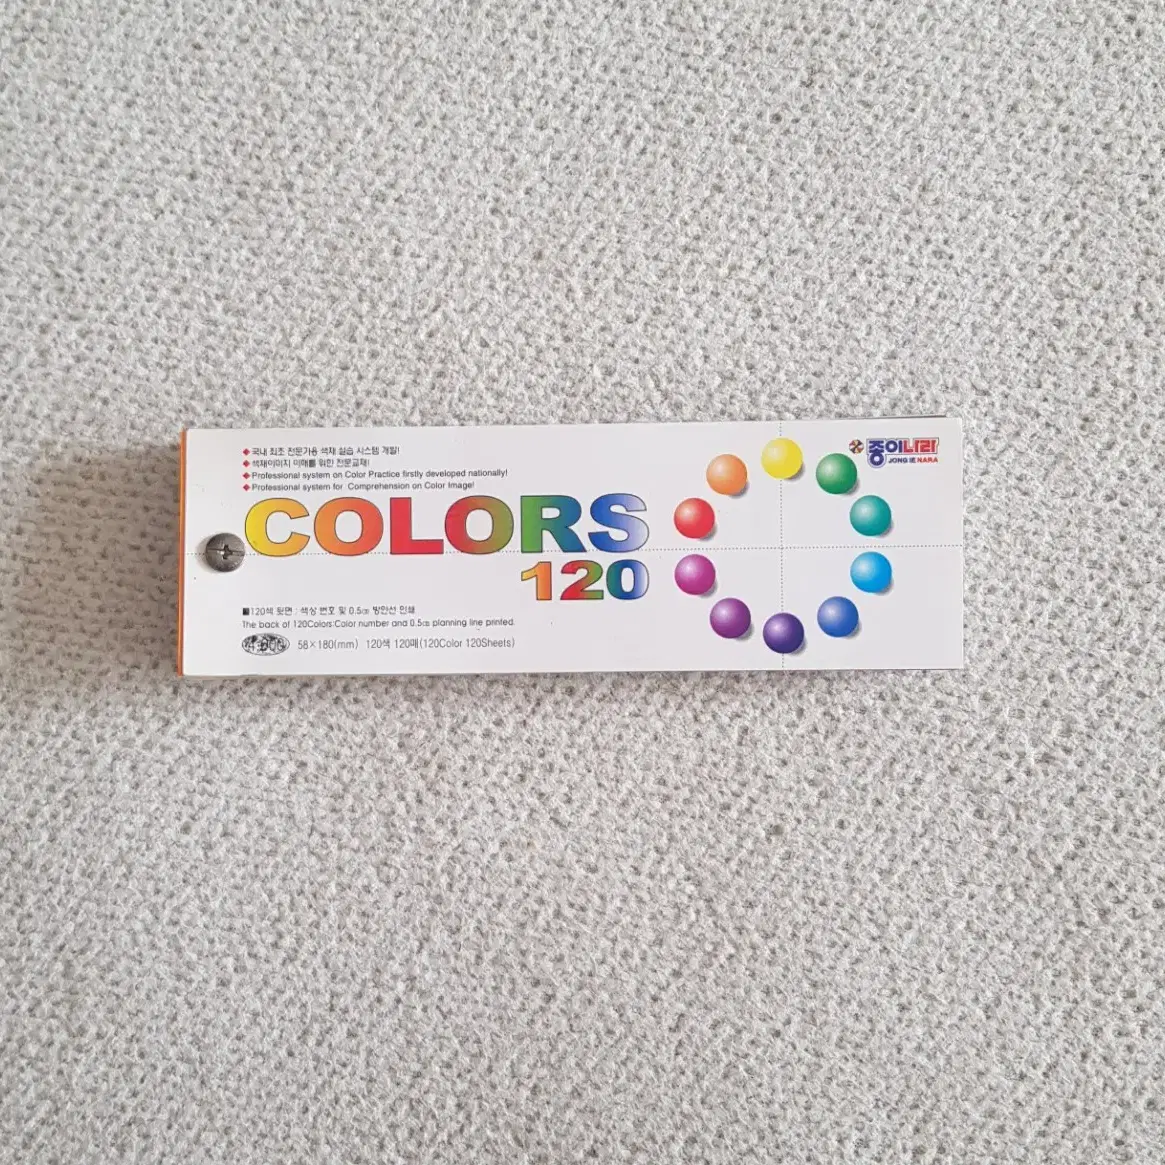 ◆ 국내 최초 전문가용 색재 실습 시스템 개발!
◆ 색채이미지 이해를 위한 전문교재!
◆ Professional system on Color Practice firstly developed nationally!
◆ Professional system for Comprehension on Color Image!
종이나라
JONG IE NARA
COLORS
120
■120색 뒷면 : 색상 번호 및 0.5㎝ 방안선 인쇄
The back of 120Colors:Color number and 0.5㎝ planning line printed.
58×180(mm) 120색 120매(120Color 120Sheets)